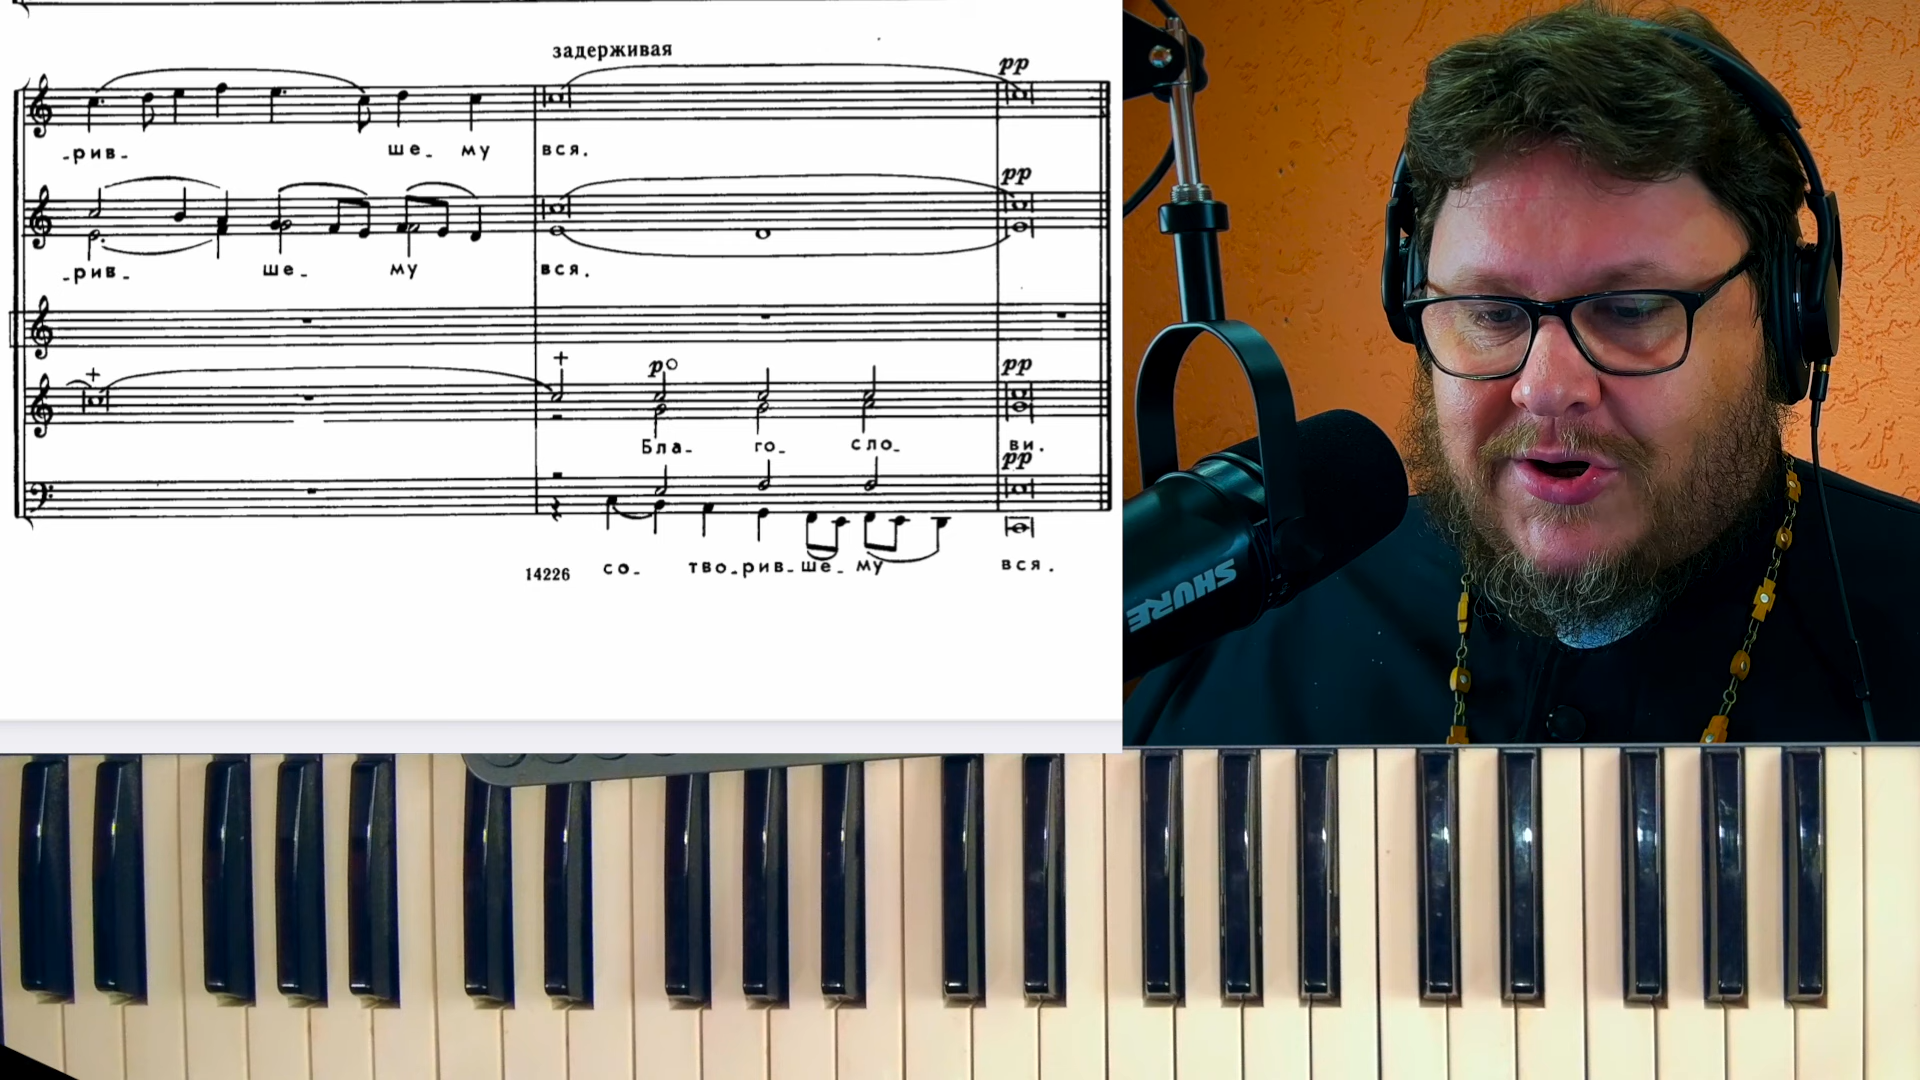 задерживая
pp
-рив- ше- му вся.
pp
-рив- ше- му вся.
p pp
Бла- го- сло- ви.
pp
14226 со- тво-рив-ше-му вся.
SHURE